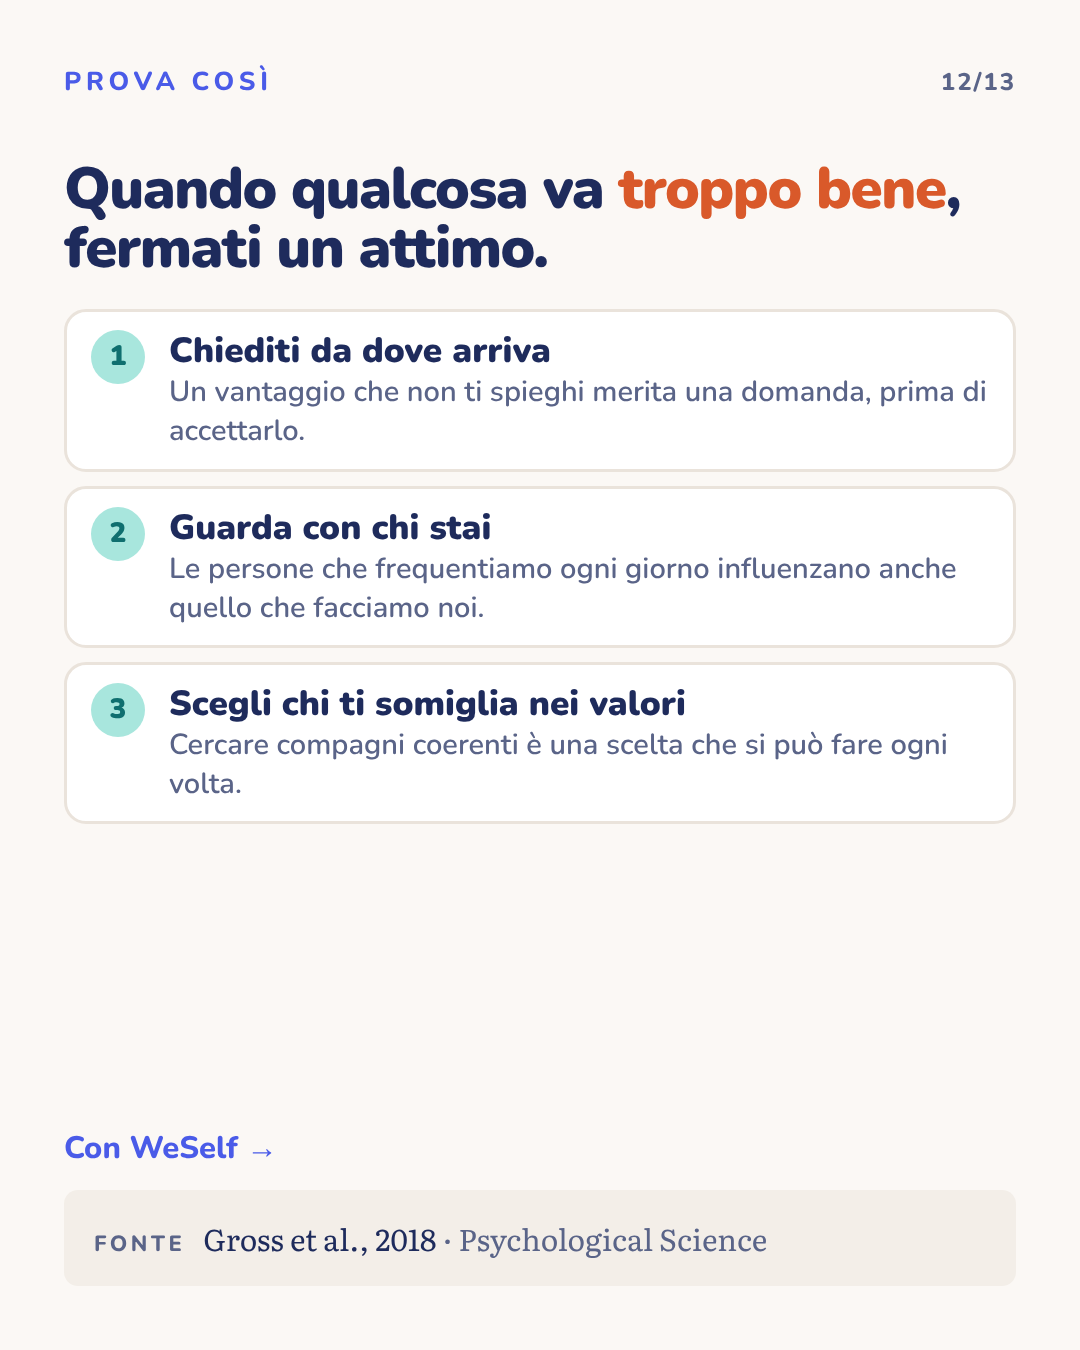 PROVA COSÌ
12/13
Quando qualcosa va troppo bene,
fermati un attimo.
1
Chiediti da dove arriva
Un vantaggio che non ti spieghi merita una domanda, prima di
accettarlo.
2
Guarda con chi stai
Le persone che frequentiamo ogni giorno influenzano anche
quello che facciamo noi.
3
Scegli chi ti somiglia nei valori
Cercare compagni coerenti è una scelta che si può fare ogni
volta.
Con WeSelf →
FONTE Gross et al., 2018 · Psychological Science